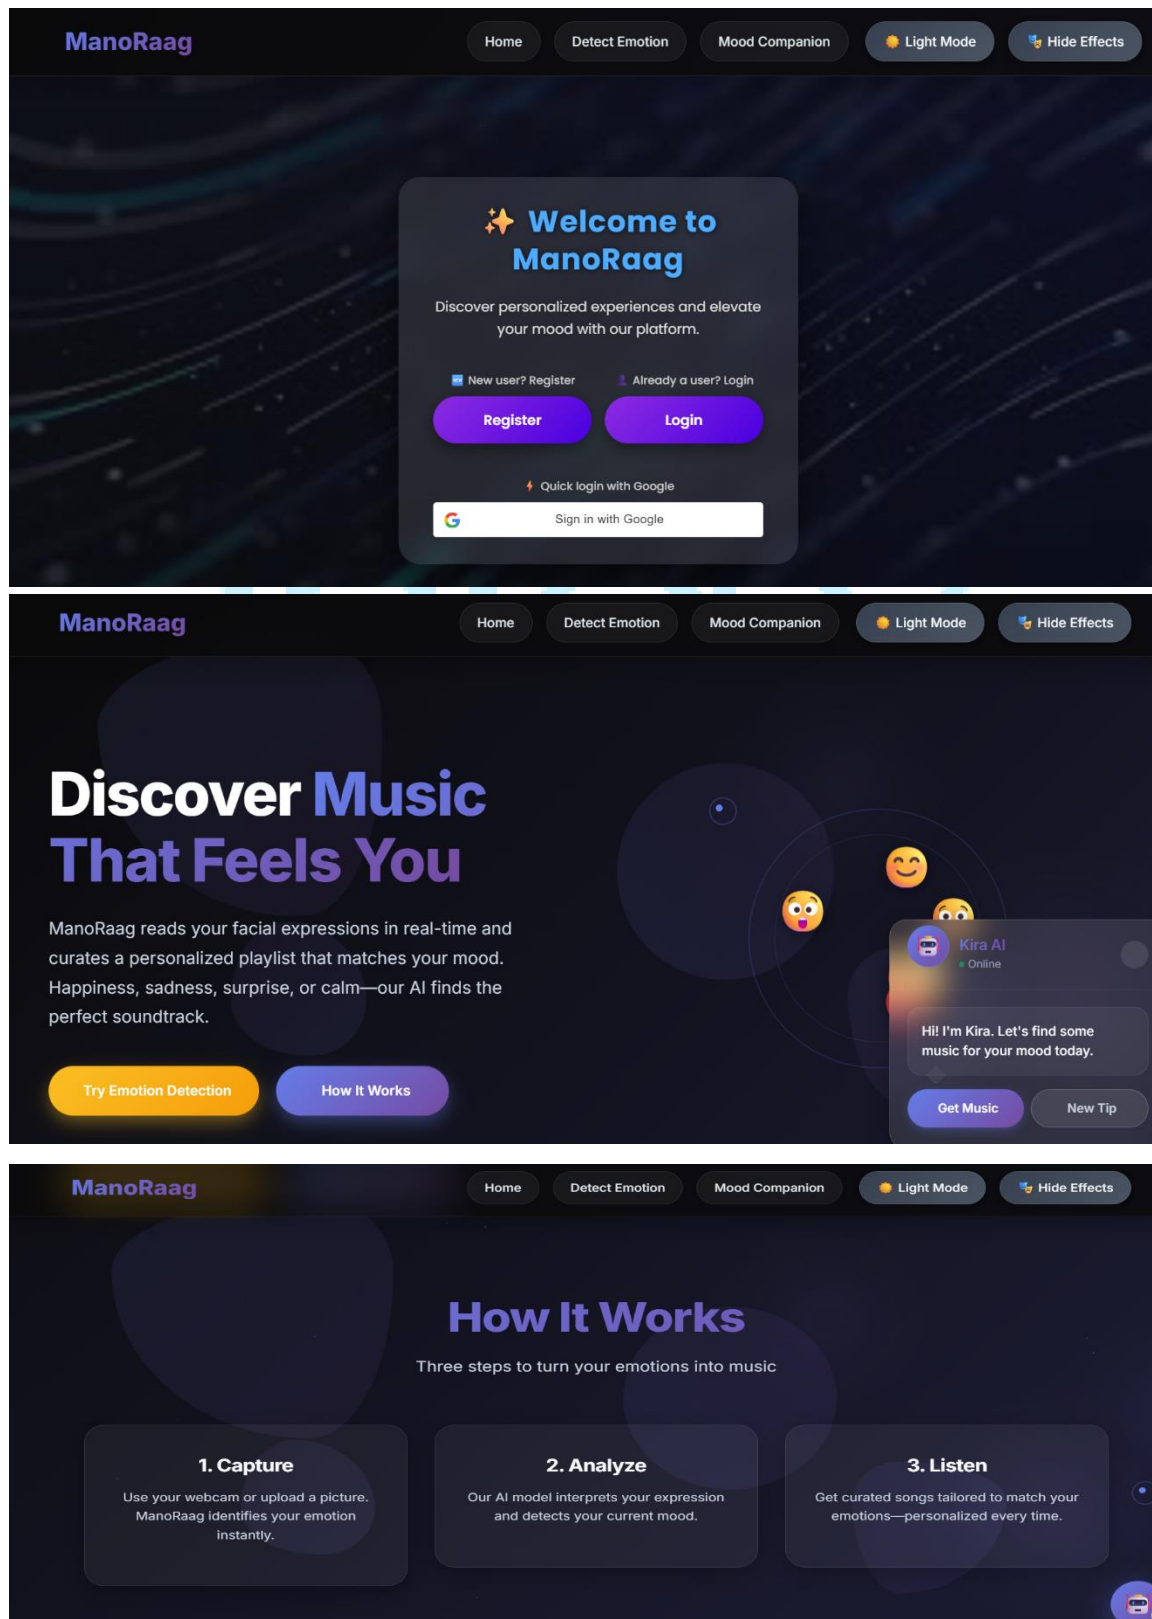 ManoRaag
Home
Detect Emotion
Mood Companion
Light Mode
Hide Effects
✨ Welcome to
ManoRaag
Discover personalized experiences and elevate
your mood with our platform.
🆕 New user? Register
👤 Already a user? Login
Register
Login
⚡ Quick login with Google
Sign in with Google
ManoRaag
Home
Detect Emotion
Mood Companion
Light Mode
Hide Effects
Discover Music
That Feels You
ManoRaag reads your facial expressions in real-time and
curates a personalized playlist that matches your mood.
Happiness, sadness, surprise, or calm—our AI finds the
perfect soundtrack.
Try Emotion Detection
How It Works
Kira AI
Online
Hi! I'm Kira. Let's find some
music for your mood today.
Get Music
New Tip
ManoRaag
Home
Detect Emotion
Mood Companion
Light Mode
Hide Effects
How It Works
Three steps to turn your emotions into music
1. Capture
Use your webcam or upload a picture.
ManoRaag identifies your emotion
instantly.
2. Analyze
Our AI model interprets your expression
and detects your current mood.
3. Listen
Get curated songs tailored to match your
emotions—personalized every time.